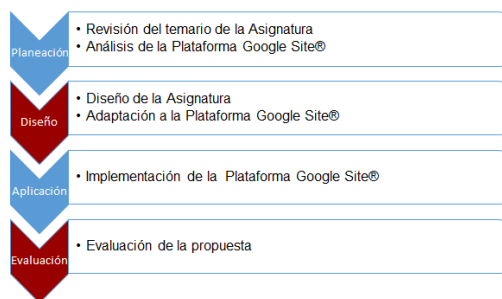 Planeación
• Revisión del temario de la Asignatura
• Análisis de la Plataforma Google Site®
Diseño
• Diseño de la Asignatura
• Adaptación a la Plataforma Google Site®
Aplicación
• Implementación de la Plataforma Google Site®
Evaluación
• Evaluación de la propuesta